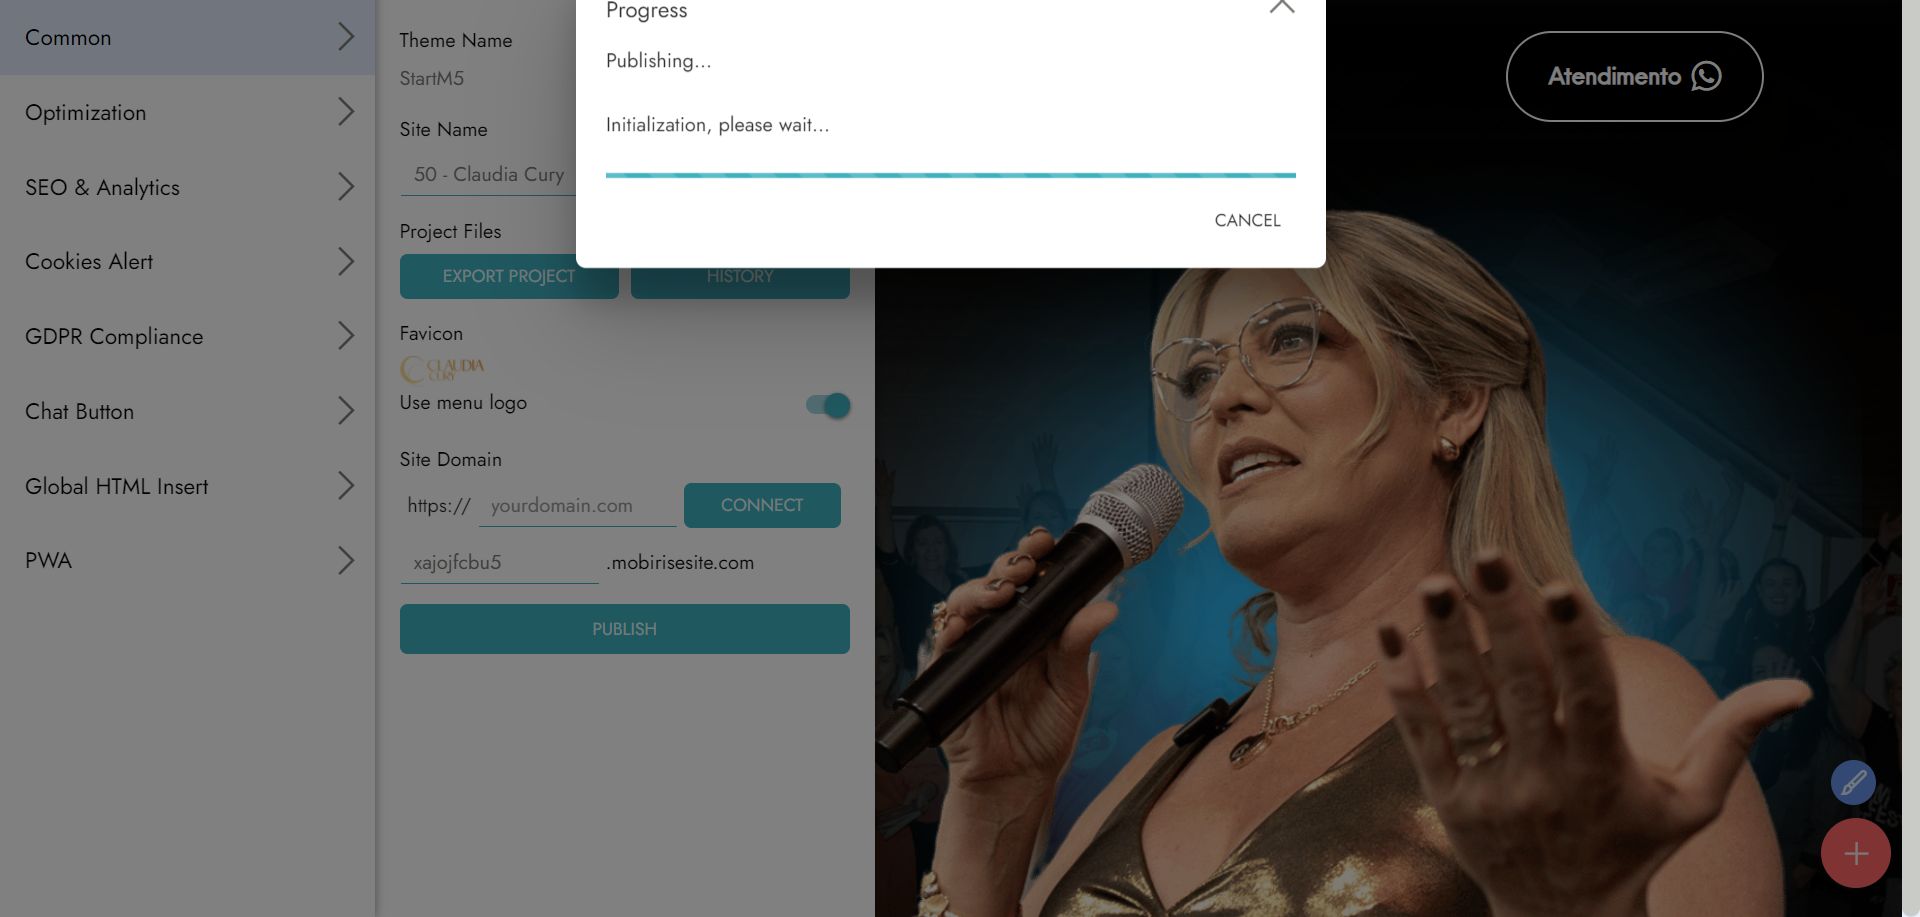 Common
Optimization
SEO & Analytics
Cookies Alert
GDPR Compliance
Chat Button
Global HTML Insert
PWA
Theme Name
StartM5
Site Name
50 - Claudia Cury
Project Files
EXPORT PROJECT
HISTORY
Favicon
CLAUDIA
CURY
Use menu logo
Site Domain
https://
yourdomain.com
CONNECT
xajojfcbu5
.mobirisesite.com
PUBLISH
Progress
Publishing...
Initialization, please wait...
CANCEL
Atendimento